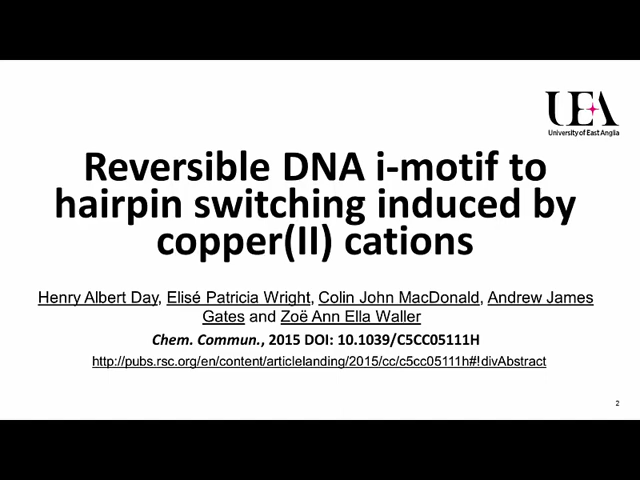 UEA
University of East Anglia
Reversible DNA i-motif to
hairpin switching induced by
copper(II) cations
Henry Albert Day, Elisé Patricia Wright, Colin John MacDonald, Andrew James
Gates and Zoë Ann Ella Waller
Chem. Commun., 2015 DOI: 10.1039/C5CC05111H
http://pubs.rsc.org/en/content/articlelanding/2015/cc/c5cc05111h#!divAbstract
2